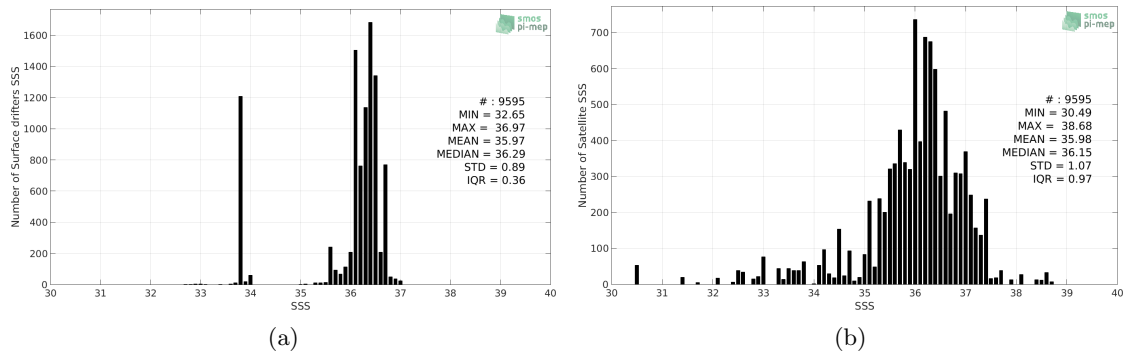 smos
pi-mep
1600
1400
1200
1000
800
600
400
200
0
Number of Surface drifters SSS
# : 9595
MIN = 32.65
MAX = 36.97
MEAN = 35.97
MEDIAN = 36.29
STD = 0.89
IQR = 0.36
30 31 32 33 34 35 36 37 38 39 40
SSS
(a)
smos
pi-mep
700
600
500
400
300
200
100
0
Number of Satellite SSS
# : 9595
MIN = 30.49
MAX = 38.68
MEAN = 35.98
MEDIAN = 36.15
STD = 1.07
IQR = 0.97
30 31 32 33 34 35 36 37 38 39 40
SSS
(b)